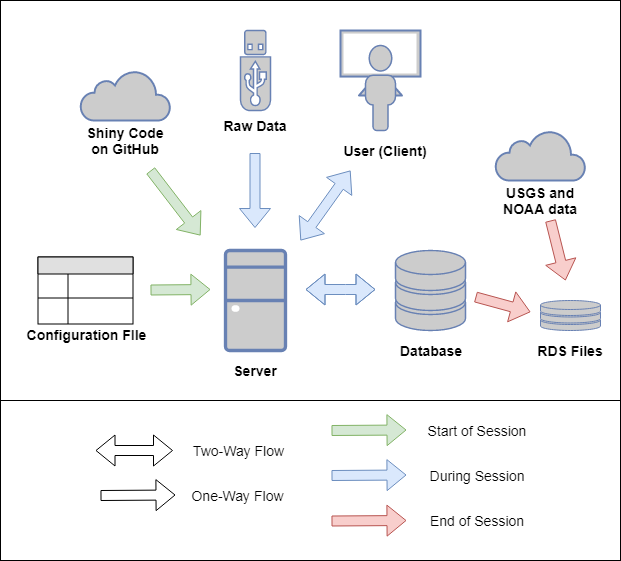 Shiny Code
on GitHub
Raw Data
User (Client)
USGS and
NOAA data
Configuration FIle
Server
Database
RDS Files
Two-Way Flow
One-Way Flow
Start of Session
During Session
End of Session